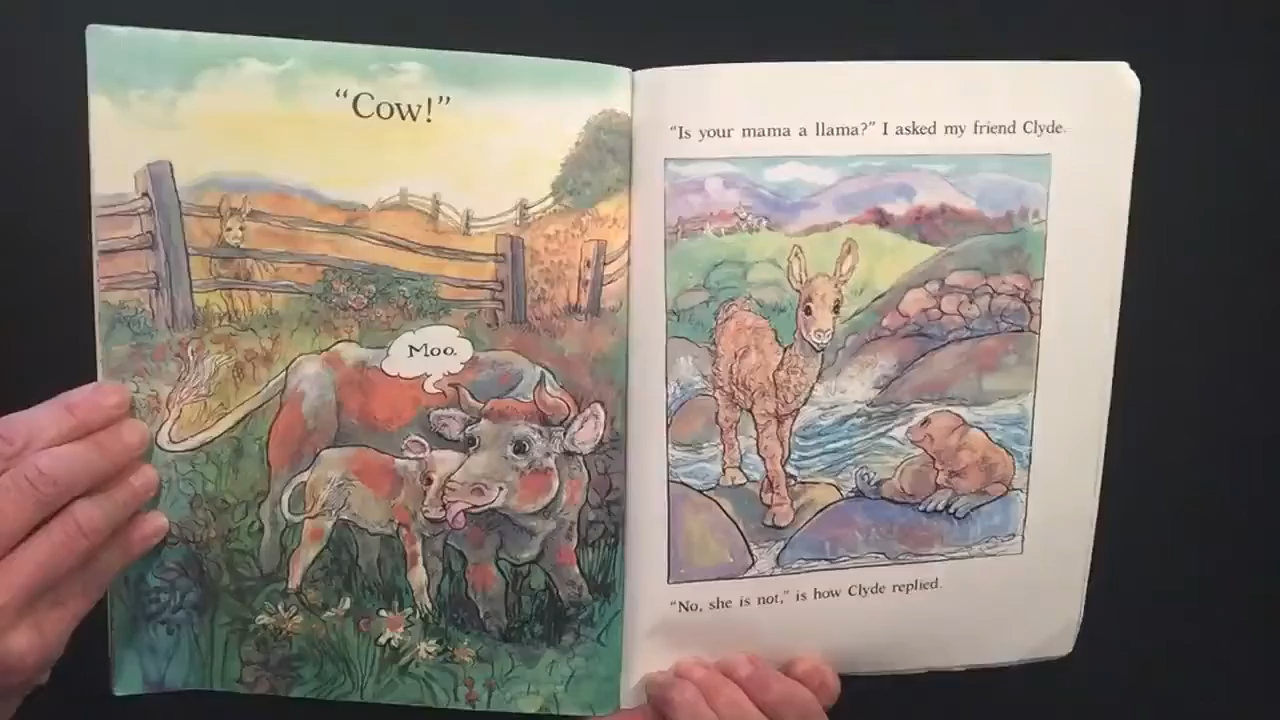 “Cow!”
Moo.
“Is your mama a llama?” I asked my friend Clyde.
“No, she is not,” is how Clyde replied.